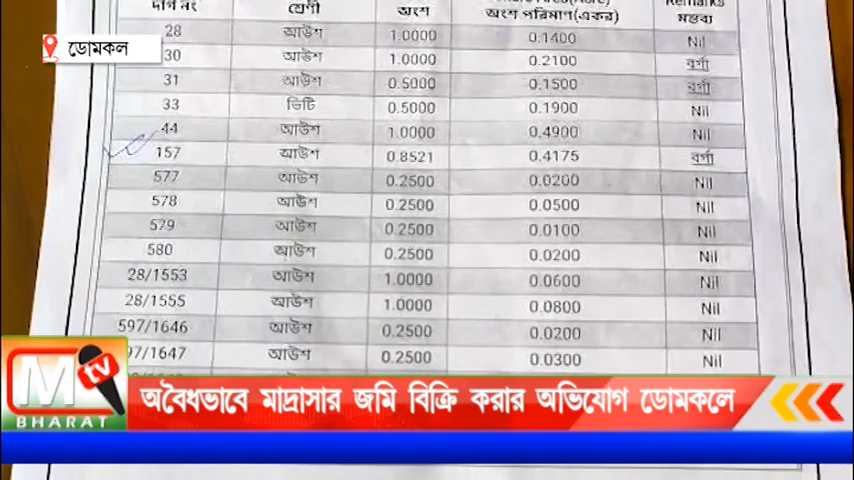 দাগ নং শ্রেণী অংশ অংশ পরিমাণ(একর) Remarks মন্তব্য
ডোমকল
28 আউশ 1.0000 0.1400 Nil
30 আউশ 1.0000 0.2100 বর্গা
31 আউশ 0.5000 0.1500 বর্গা
33 ভিটি 0.5000 0.1900 Nil
44 আউশ 1.0000 0.4900 Nil
157 আউশ 0.8521 0.4175 বর্গা
577 আউশ 0.2500 0.0200 Nil
578 আউশ 0.2500 0.0500 Nil
579 আউশ 0.2500 0.0100 Nil
580 আউশ 0.2500 0.0200 Nil
28/1553 আউশ 1.0000 0.0600 Nil
28/1555 আউশ 1.0000 0.0800 Nil
597/1646 আউশ 0.2500 0.0200 Nil
97/1647 আউশ 0.2500 0.0300 Nil
M tv
BHARAT
অবৈধভাবে মাদ্রাসার জমি বিক্রি করার অভিযোগ ডোমকলে